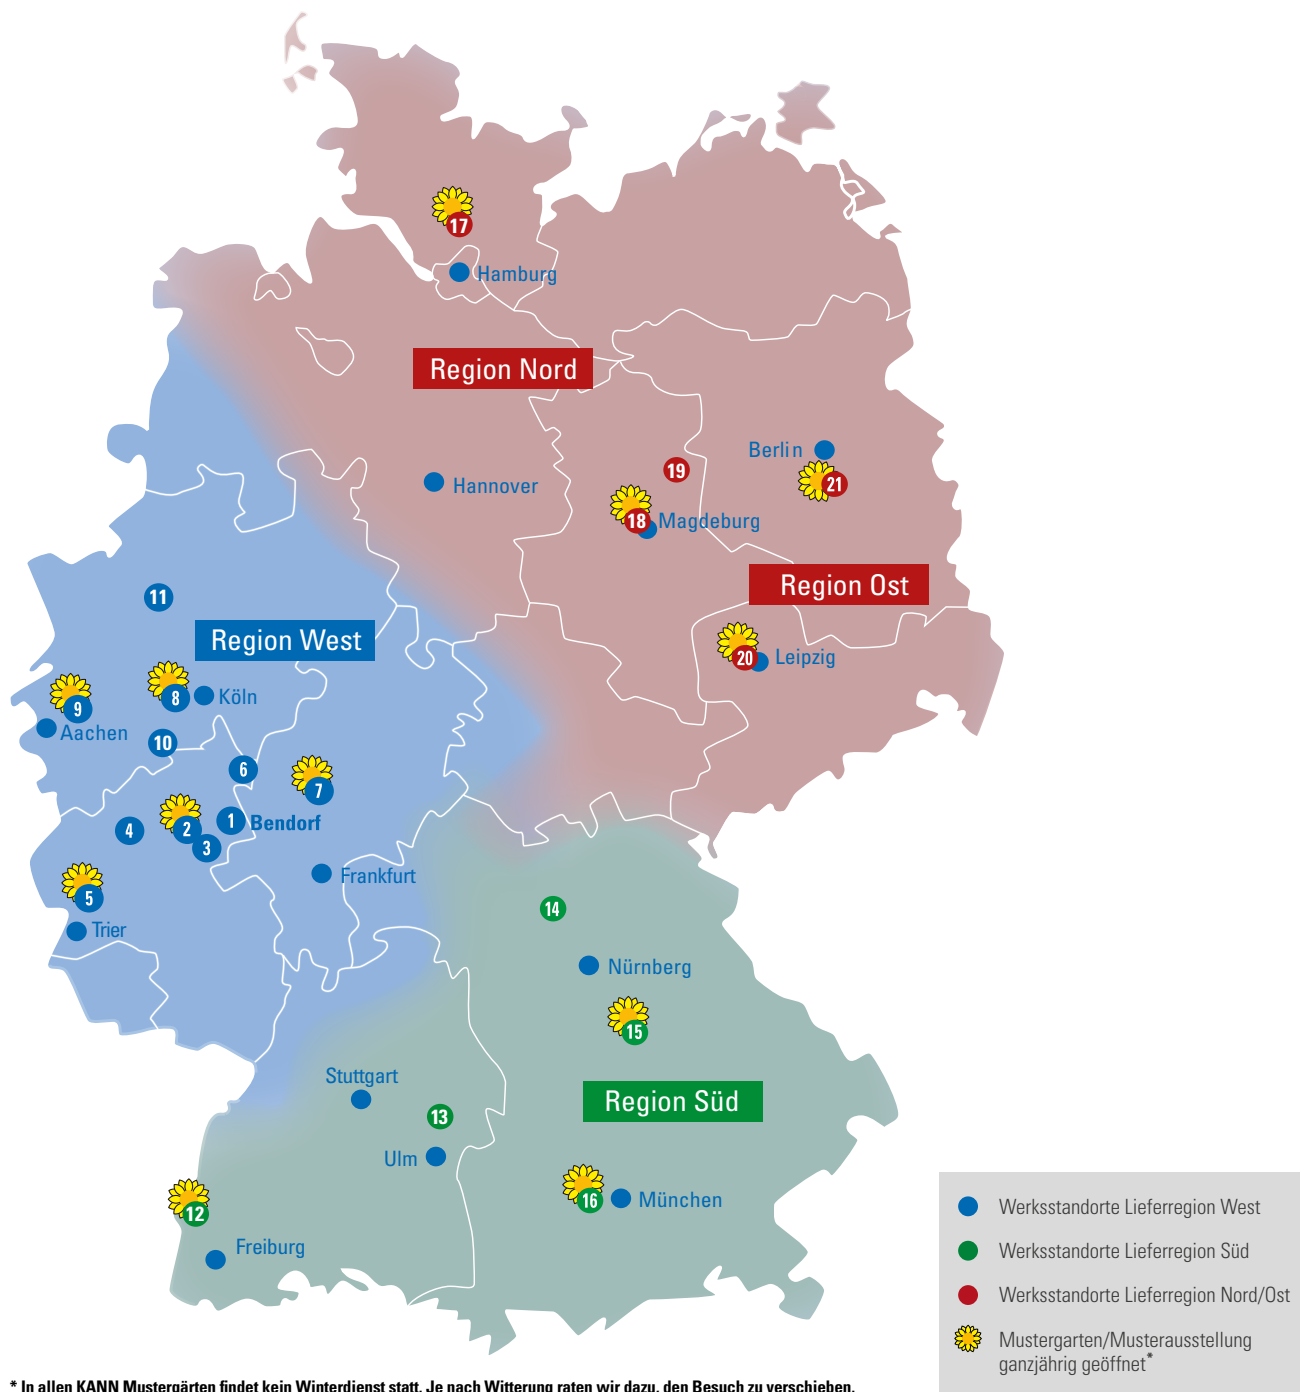 17
Hamburg
Region Nord
Berlin
19
21
Hannover
18
Magdeburg
Region Ost
11
Region West
20
Leipzig
8
Köln
9
Aachen
10
6
7
4
2
1
Bendorf
3
Frankfurt
5
Trier
14
Nürnberg
15
Stuttgart
Region Süd
13
Ulm
16
München
12
Freiburg
Werksstandorte Lieferregion West
Werksstandorte Lieferregion Süd
Werksstandorte Lieferregion Nord/Ost
Mustergarten/Musterausstellung
ganzjährig geöffnet*
* In allen KANN Mustergärten findet kein Winterdienst statt. Je nach Witterung raten wir dazu, den Besuch zu verschieben.